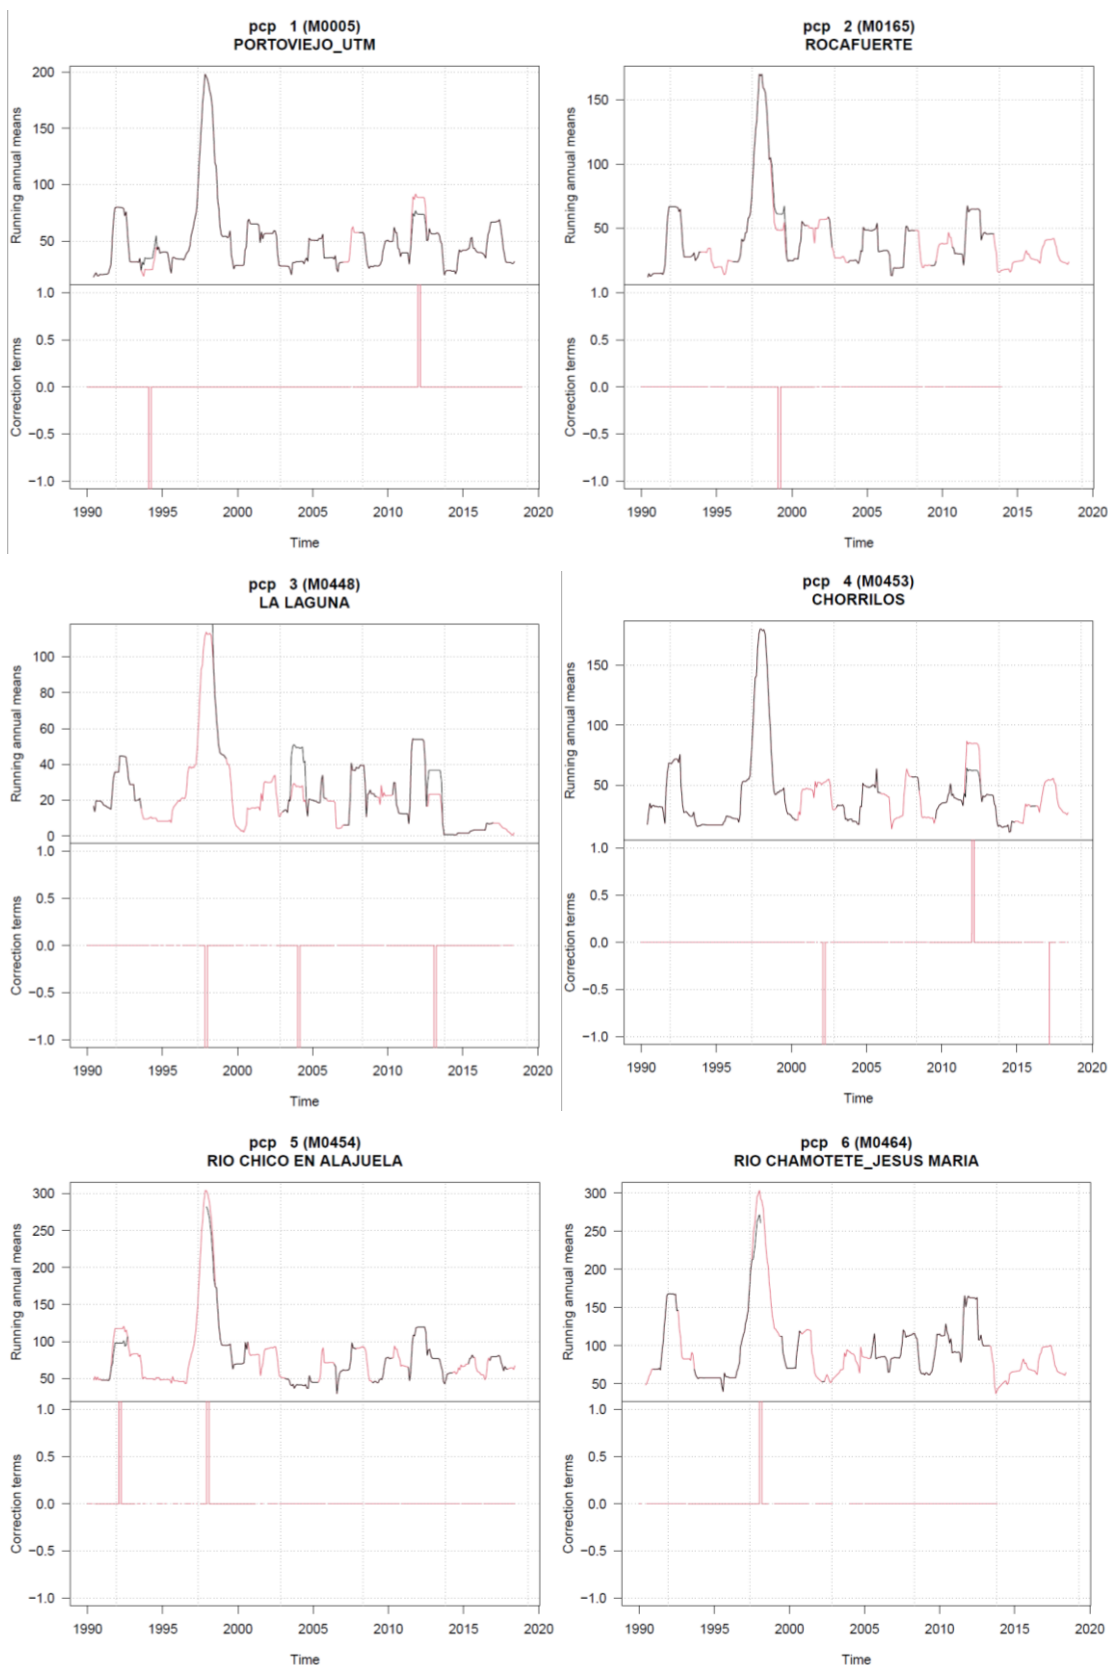 pcp 1 (M0005)
PORTOVIEJO_UTM
Running annual means
200
150
100
50
Correction terms
1.0
0.5
0.0
−0.5
−1.0
1990 1995 2000 2005 2010 2015 2020
Time
pcp 2 (M0165)
ROCAFUERTE
Running annual means
150
100
50
Correction terms
1.0
0.5
0.0
−0.5
−1.0
1990 1995 2000 2005 2010 2015 2020
Time
pcp 3 (M0448)
LA LAGUNA
Running annual means
100
80
60
40
20
0
Correction terms
1.0
0.5
0.0
−0.5
−1.0
1990 1995 2000 2005 2010 2015 2020
Time
pcp 4 (M0453)
CHORRILOS
Running annual means
150
100
50
Correction terms
1.0
0.5
0.0
−0.5
−1.0
1990 1995 2000 2005 2010 2015 2020
Time
pcp 5 (M0454)
RIO CHICO EN ALAJUELA
Running annual means
300
250
200
150
100
50
Correction terms
1.0
0.5
0.0
−0.5
−1.0
1990 1995 2000 2005 2010 2015 2020
Time
pcp 6 (M0464)
RIO CHAMOTETE_JESUS MARIA
Running annual means
300
250
200
150
100
50
Correction terms
1.0
0.5
0.0
−0.5
−1.0
1990 1995 2000 2005 2010 2015 2020
Time